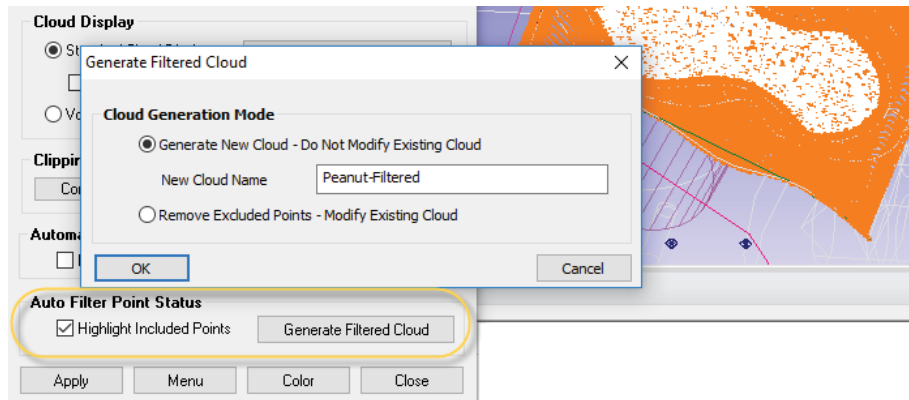 Cloud Display
Generate Filtered Cloud
Cloud Generation Mode
Generate New Cloud - Do Not Modify Existing Cloud
New Cloud Name Peanut-Filtered
Remove Excluded Points - Modify Existing Cloud
OK Cancel
Auto Filter Point Status
Highlight Included Points Generate Filtered Cloud
Apply Menu Color Close